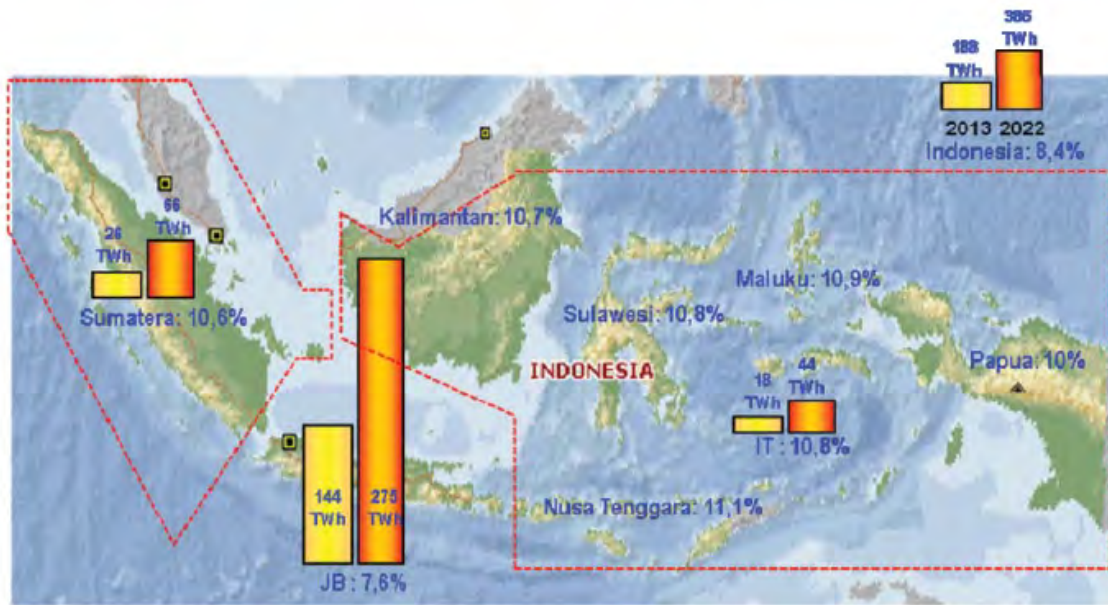 385
TWh
188
TWh
2013 2022
Indonesia: 8,4%
Kalimantan: 10,7%
66
TWh
26
TWh
Sumatera: 10,6%
Maluku: 10,9%
Sulawesi: 10,8%
INDONESIA
Papua: 10%
44
TWh
18
TWh
IT : 10,8%
144
TWh
275
TWh
Nusa Tenggara: 11,1%
JB : 7,6%